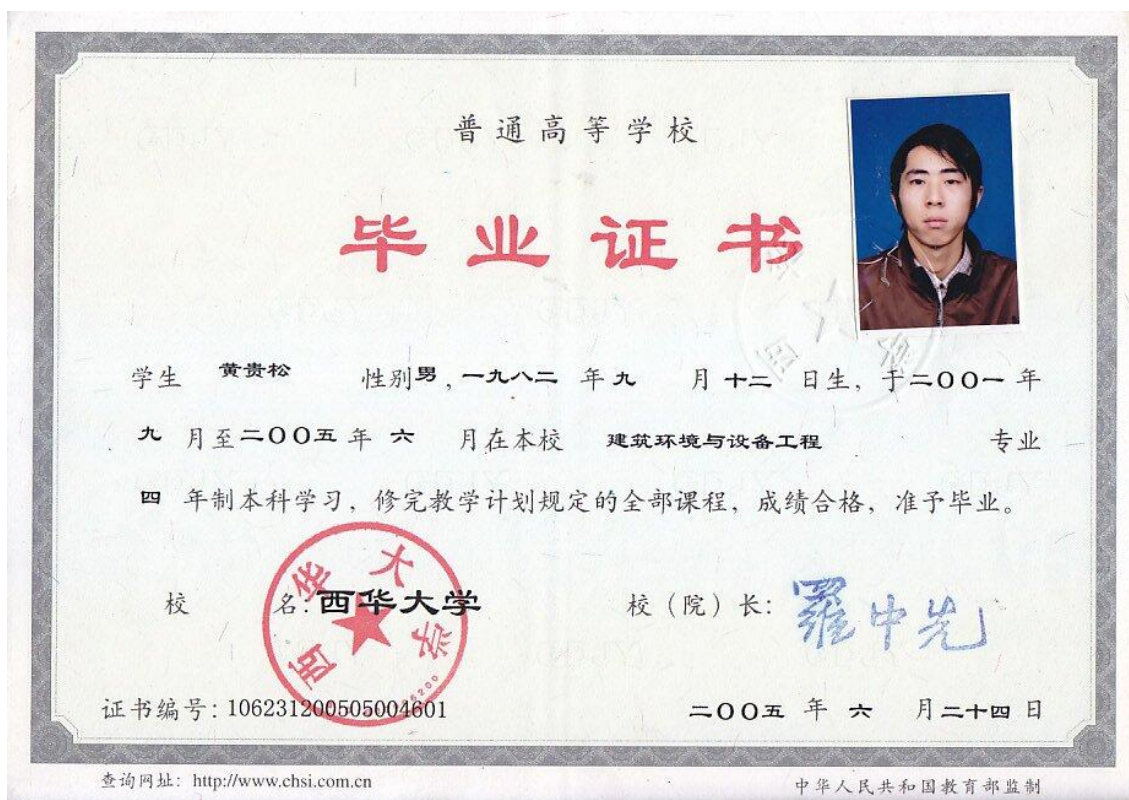 普通高等学校
毕业证书
学生 黄贵松 性别男,一九八二 年九 月十二 日生,于二OO一 年
九 月至二OO五 年 六 月在本校 建筑环境与设备工程 专业
四 年制本科学习,修完教学计划规定的全部课程,成绩合格,准予毕业。
西华大学
校 名:西华大学 校(院)长:羅中先
证书编号:106231200505004601 二OO五 年 六 月二十四 日
查询网址:http://www.chsi.com.cn 中华人民共和国教育部监制